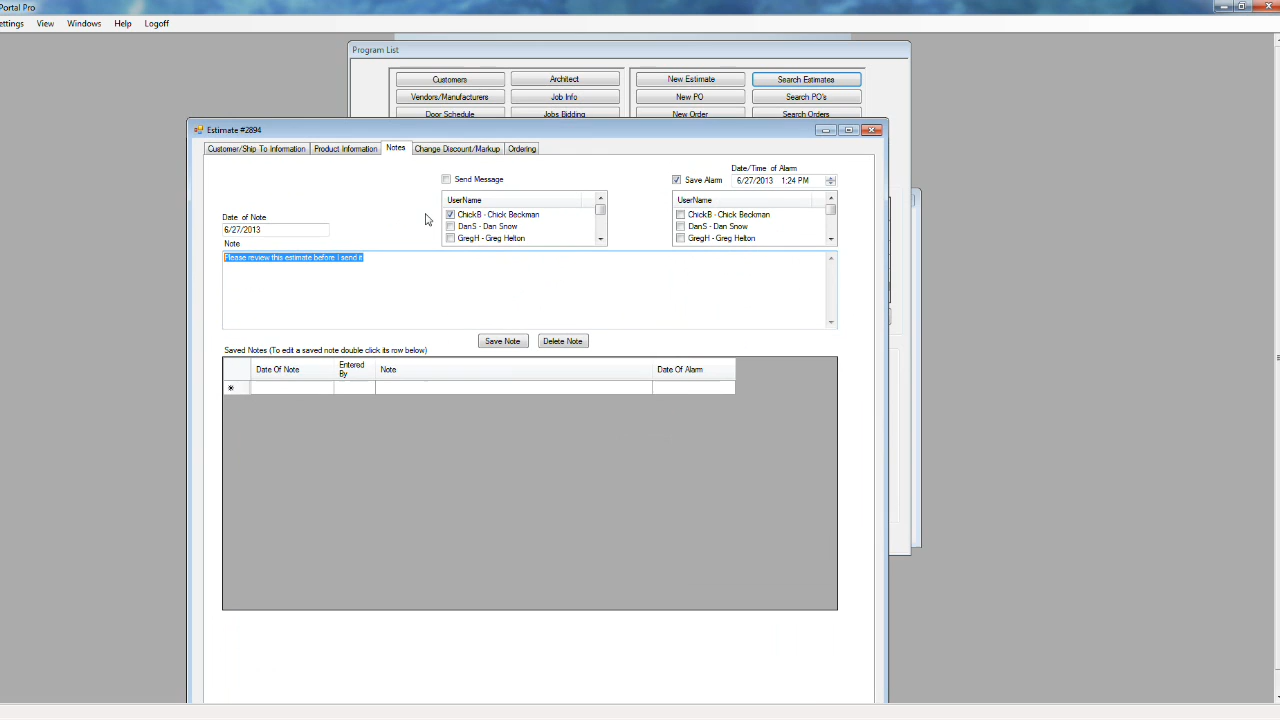 Portal Pro
ettings View Windows Help Logoff
Program List
Customers Architect New Estimate Search Estimates
Vendors/Manufacturers Job Info New PO Search PO's
Door Schedule Jobs Bidding New Order Search Orders
Estimate #2894
Customer/Ship To Information Product Information Notes Change Discount/Markup Ordering
Date/Time of Alarm
Send Message Save Alarm 6/27/2013 1:24 PM
UserName UserName
ChickB - Chick Beckman ChickB - Chick Beckman
Date of Note DanS - Dan Snow DanS - Dan Snow
6/27/2013 GregH - Greg Helton GregH - Greg Helton
Note
Please review this estimate before I send it
Save Note Delete Note
Saved Notes (To edit a saved note double click its row below)
Date Of Note Entered By Note Date Of Alarm